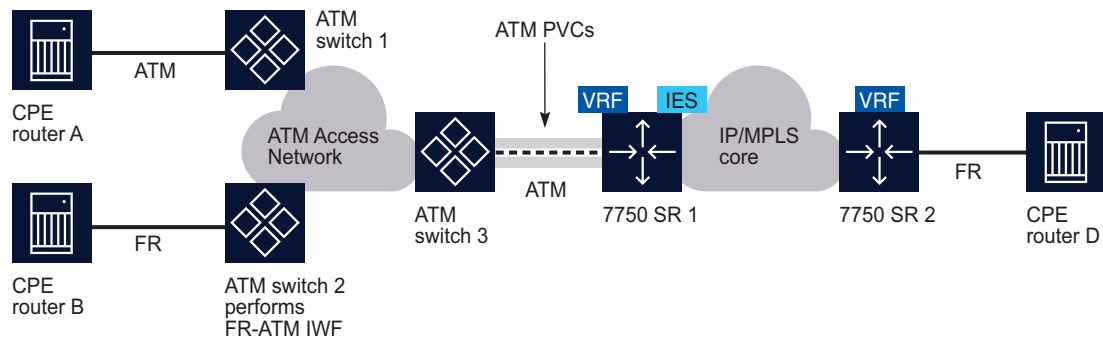 ATM
switch 1
ATM PVCs
ATM
CPE
router A
VRF
IES
VRF
ATM Access
Network
IP/MPLS
core
ATM
FR
ATM
switch 3
7750 SR 1
7750 SR 2
CPE
router D
FR
CPE
router B
ATM switch 2
performs
FR-ATM IWF